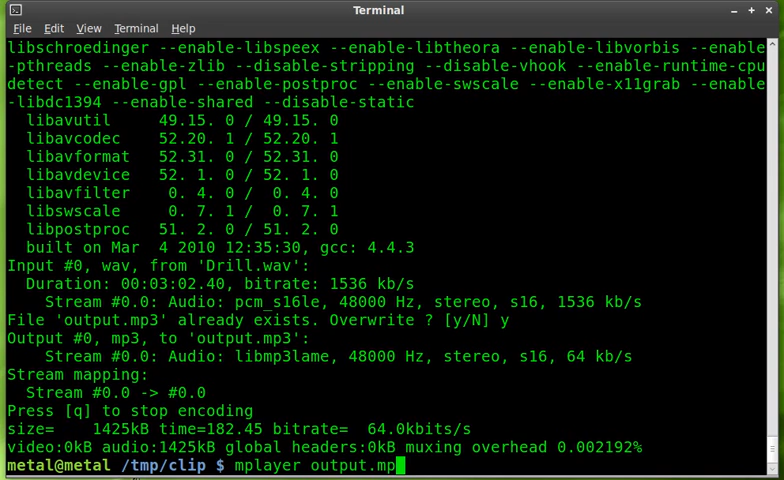 Terminal
File Edit View Terminal Help
libschroedinger --enable-libspeex --enable-libtheora --enable-libvorbis --enable
-pthreads --enable-zlib --disable-stripping --disable-vhook --enable-runtime-cpu
detect --enable-gpl --enable-postproc --enable-swscale --enable-x11grab --enable
-libdc1394 --enable-shared --disable-static
  libavutil     49.15. 0 / 49.15. 0
  libavcodec    52.20. 1 / 52.20. 1
  libavformat   52.31. 0 / 52.31. 0
  libavdevice   52. 1. 0 / 52. 1. 0
  libavfilter    0. 4. 0 /  0. 4. 0
  libswscale     0. 7. 1 /  0. 7. 1
  libpostproc   51. 2. 0 / 51. 2. 0
  built on Mar  4 2010 12:35:30, gcc: 4.4.3
Input #0, wav, from 'Drill.wav':
  Duration: 00:03:02.40, bitrate: 1536 kb/s
    Stream #0.0: Audio: pcm_s16le, 48000 Hz, stereo, s16, 1536 kb/s
File 'output.mp3' already exists. Overwrite ? [y/N] y
Output #0, mp3, to 'output.mp3':
    Stream #0.0: Audio: libmp3lame, 48000 Hz, stereo, s16, 64 kb/s
Stream mapping:
  Stream #0.0 -> #0.0
Press [q] to stop encoding
size=    1425kB time=182.45 bitrate=  64.0kbits/s
video:0kB audio:1425kB global headers:0kB muxing overhead 0.002192%
metal@metal /tmp/clip $ mplayer output.mp